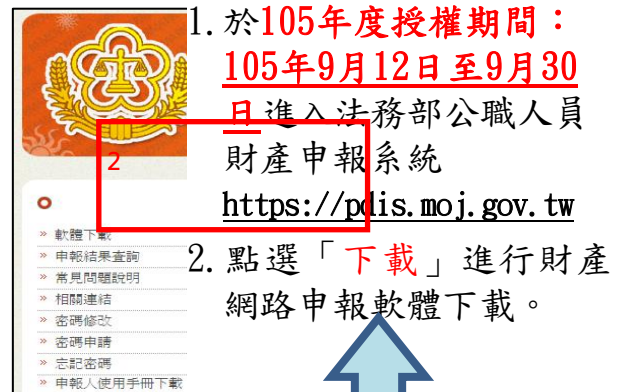 1.於105年度授權期間：
105年9月12日至9月30
日進入法務部公職人員
財產申報系統
https://pdis.moj.gov.tw
2.點選「下載」進行財產
網路申報軟體下載。
2
» 軟體下載
» 申報結果查詢
» 常見問題說明
» 相關連結
» 密碼修改
» 密碼申請
» 忘記密碼
» 申報人使用手冊下載